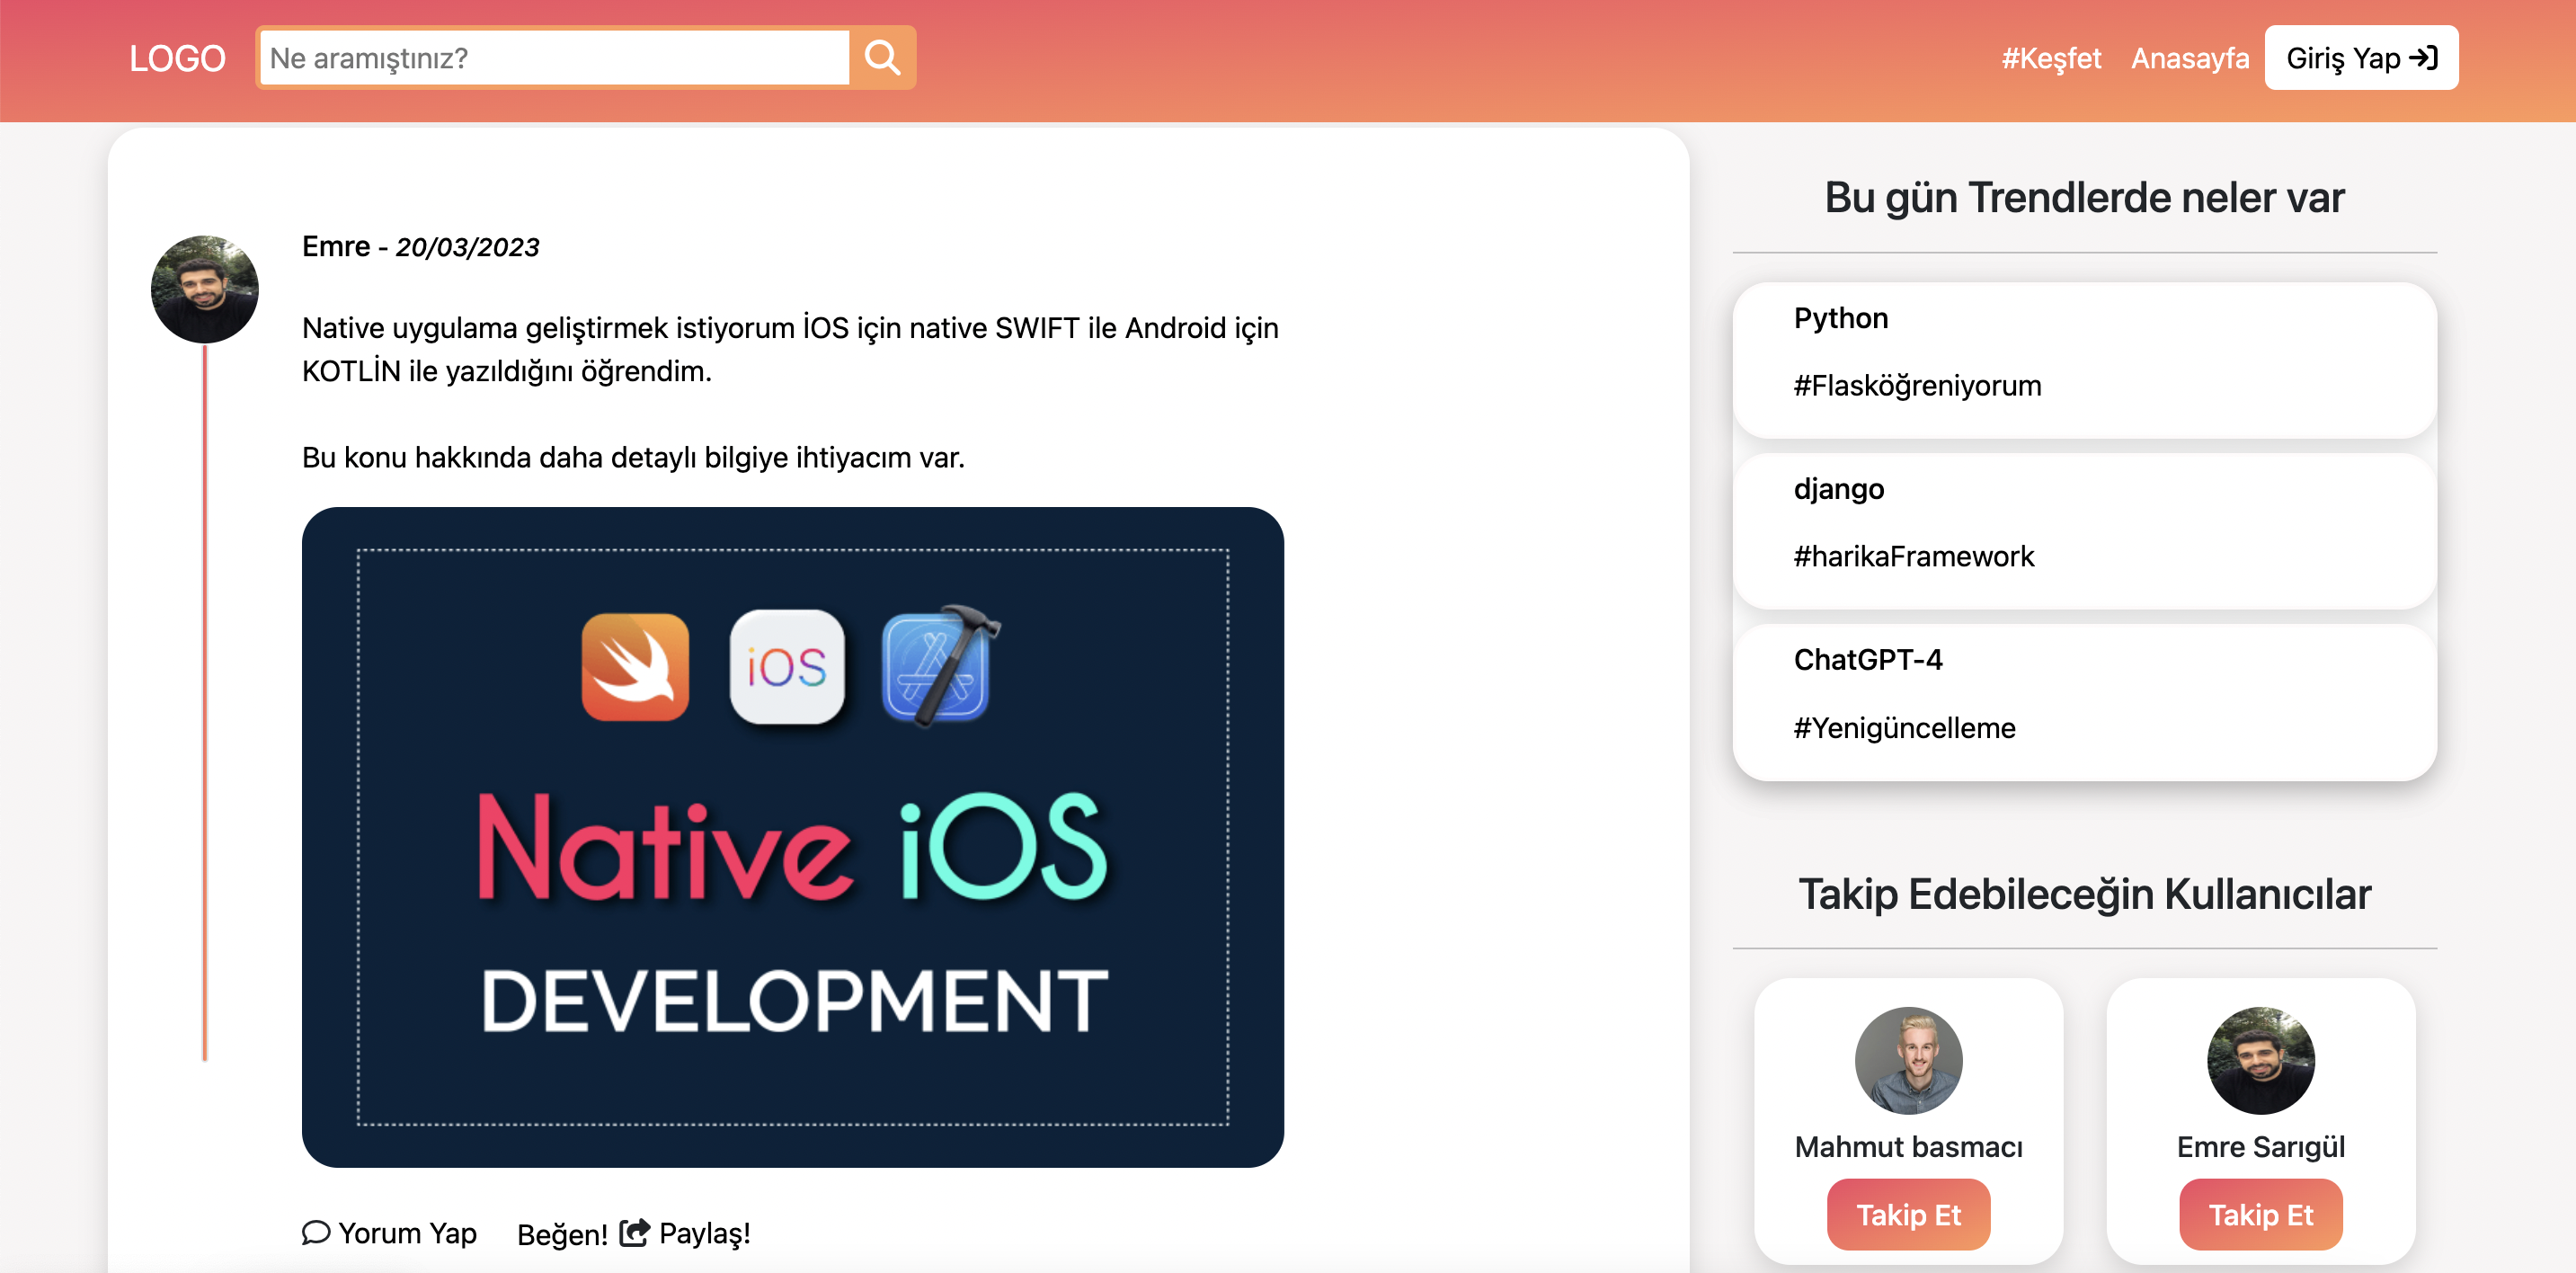 LOGO
Ne aramıştınız?
#Keşfet
Anasayfa
Giriş Yap
Emre - 20/03/2023
Native uygulama geliştirmek istiyorum İOS için native SWIFT ile Android için
KOTLİN ile yazıldığını öğrendim.
Bu konu hakkında daha detaylı bilgiye ihtiyacım var.
iOS
Native iOS
DEVELOPMENT
Yorum Yap
Beğen!
Paylaş!
Bu gün Trendlerde neler var
Python
#Flasköğreniyorum
django
#harikaFramework
ChatGPT-4
#Yenigüncelleme
Takip Edebileceğin Kullanıcılar
Mahmut basmacı
Takip Et
Emre Sarıgül
Takip Et